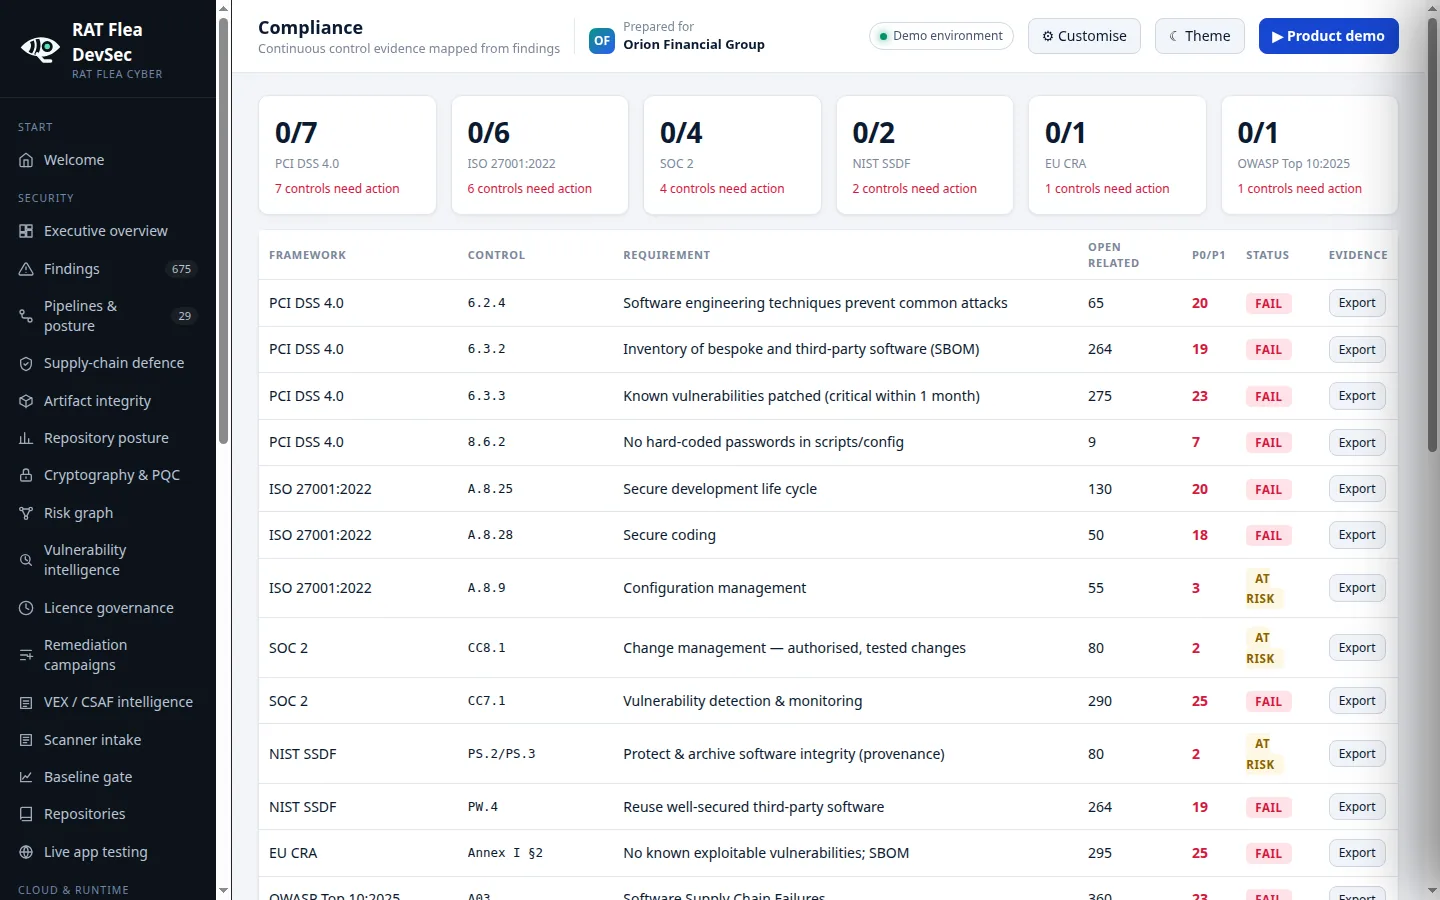 RAT Flea
DevSec
RAT FLEA CYBER
START
Welcome
SECURITY
Executive overview
Findings 675
Pipelines &
posture 29
Supply-chain defence
Artifact integrity
Repository posture
Cryptography & PQC
Risk graph
Vulnerability
intelligence
Licence governance
Remediation
campaigns
VEX / CSAF intelligence
Scanner intake
Baseline gate
Repositories
Live app testing
CLOUD & RUNTIME
Compliance
Continuous control evidence mapped from findings
OF
Prepared for
Orion Financial Group
Demo environment
⚙ Customise
☾ Theme
▶ Product demo
0/7
PCI DSS 4.0
7 controls need action
0/6
ISO 27001:2022
6 controls need action
0/4
SOC 2
4 controls need action
0/2
NIST SSDF
2 controls need action
0/1
EU CRA
1 controls need action
0/1
OWASP Top 10:2025
1 controls need action
FRAMEWORK CONTROL REQUIREMENT OPEN RELATED P0/P1 STATUS EVIDENCE
PCI DSS 4.0 6.2.4 Software engineering techniques prevent common attacks 65 20 FAIL Export
PCI DSS 4.0 6.3.2 Inventory of bespoke and third-party software (SBOM) 264 19 FAIL Export
PCI DSS 4.0 6.3.3 Known vulnerabilities patched (critical within 1 month) 275 23 FAIL Export
PCI DSS 4.0 8.6.2 No hard-coded passwords in scripts/config 9 7 FAIL Export
ISO 27001:2022 A.8.25 Secure development life cycle 130 20 FAIL Export
ISO 27001:2022 A.8.28 Secure coding 50 18 FAIL Export
ISO 27001:2022 A.8.9 Configuration management 55 3 AT RISK Export
SOC 2 CC8.1 Change management — authorised, tested changes 80 2 AT RISK Export
SOC 2 CC7.1 Vulnerability detection & monitoring 290 25 FAIL Export
NIST SSDF PS.2/PS.3 Protect & archive software integrity (provenance) 80 2 AT RISK Export
NIST SSDF PW.4 Reuse well-secured third-party software 264 19 FAIL Export
EU CRA Annex I §2 No known exploitable vulnerabilities; SBOM 295 25 FAIL Export
OWASP Top 10:2025 A03 Software Supply Chain Failures 360 23 FAIL Export